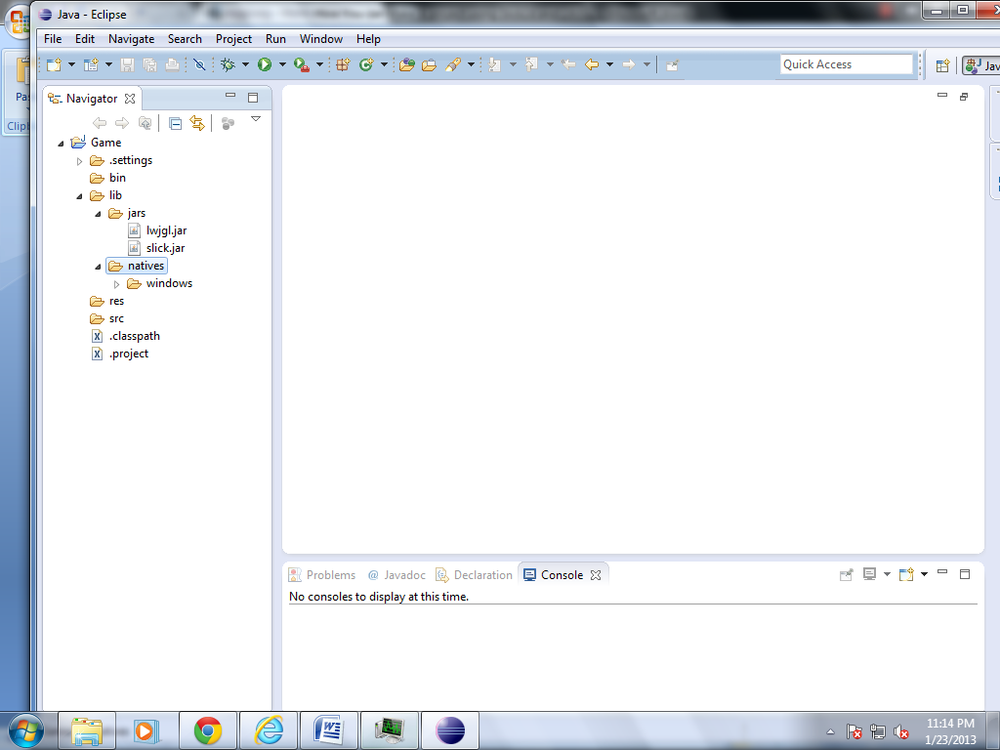 Java - Eclipse
File Edit Navigate Search Project Run Window Help
Quick Access
Jav
Pas
Clipb
Navigator
Game
.settings
bin
lib
jars
lwjgl.jar
slick.jar
natives
windows
res
src
.classpath
.project
Problems @ Javadoc Declaration Console
No consoles to display at this time.
11:14 PM
1/23/2013